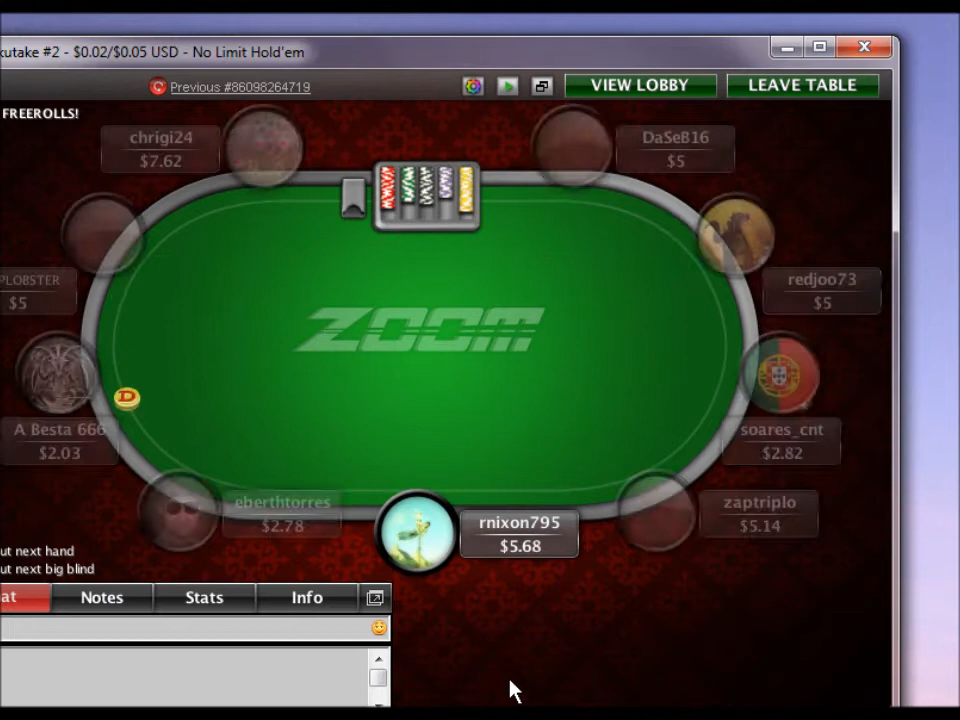 kutake #2 - $0.02/$0.05 USD - No Limit Hold'em
Previous #86098264719
VIEW LOBBY
LEAVE TABLE
FREEROLLS!
chrigi24
$7.62
DaSeB16
$5
PLOBSTER
$5
redjoo73
$5
ZOOM
D
A Besta 666
$2.03
soares_cnt
$2.82
eberthtorres
$2.78
rnixon795
$5.68
zaptriplo
$5.14
ut next hand
ut next big blind
at
Notes
Stats
Info